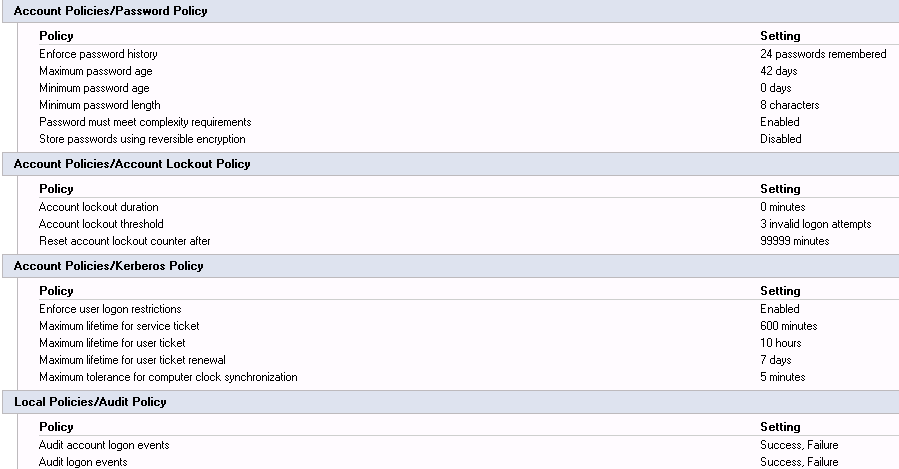 Account Policies/Password Policy
Policy Setting
Enforce password history 24 passwords remembered
Maximum password age 42 days
Minimum password age 0 days
Minimum password length 8 characters
Password must meet complexity requirements Enabled
Store passwords using reversible encryption Disabled
Account Policies/Account Lockout Policy
Policy Setting
Account lockout duration 0 minutes
Account lockout threshold 3 invalid logon attempts
Reset account lockout counter after 99999 minutes
Account Policies/Kerberos Policy
Policy Setting
Enforce user logon restrictions Enabled
Maximum lifetime for service ticket 600 minutes
Maximum lifetime for user ticket 10 hours
Maximum lifetime for user ticket renewal 7 days
Maximum tolerance for computer clock synchronization 5 minutes
Local Policies/Audit Policy
Policy Setting
Audit account logon events Success, Failure
Audit logon events Success, Failure